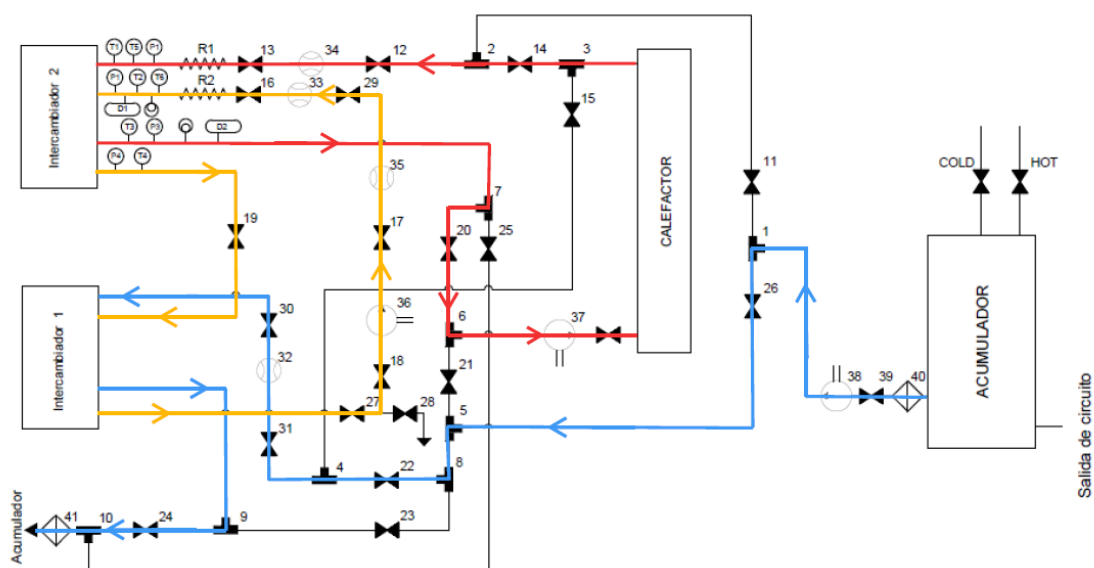 T1 T5 P1 R1 13 34 12 2 14 3
P1 T2 T6 R2 16 33 29
D1
15
T3 P3 D2
P4 T4
Intercambiador 2
35
7
CALEFACTOR
11
COLD HOT
19
17
20 25
1
26
Intercambiador 1
30
36
6
37
32
18
21
38 39 40
ACUMULADOR
27 28
5
31
4 22 8
Salida de circuito
Acumulador
41 10 24 9 23